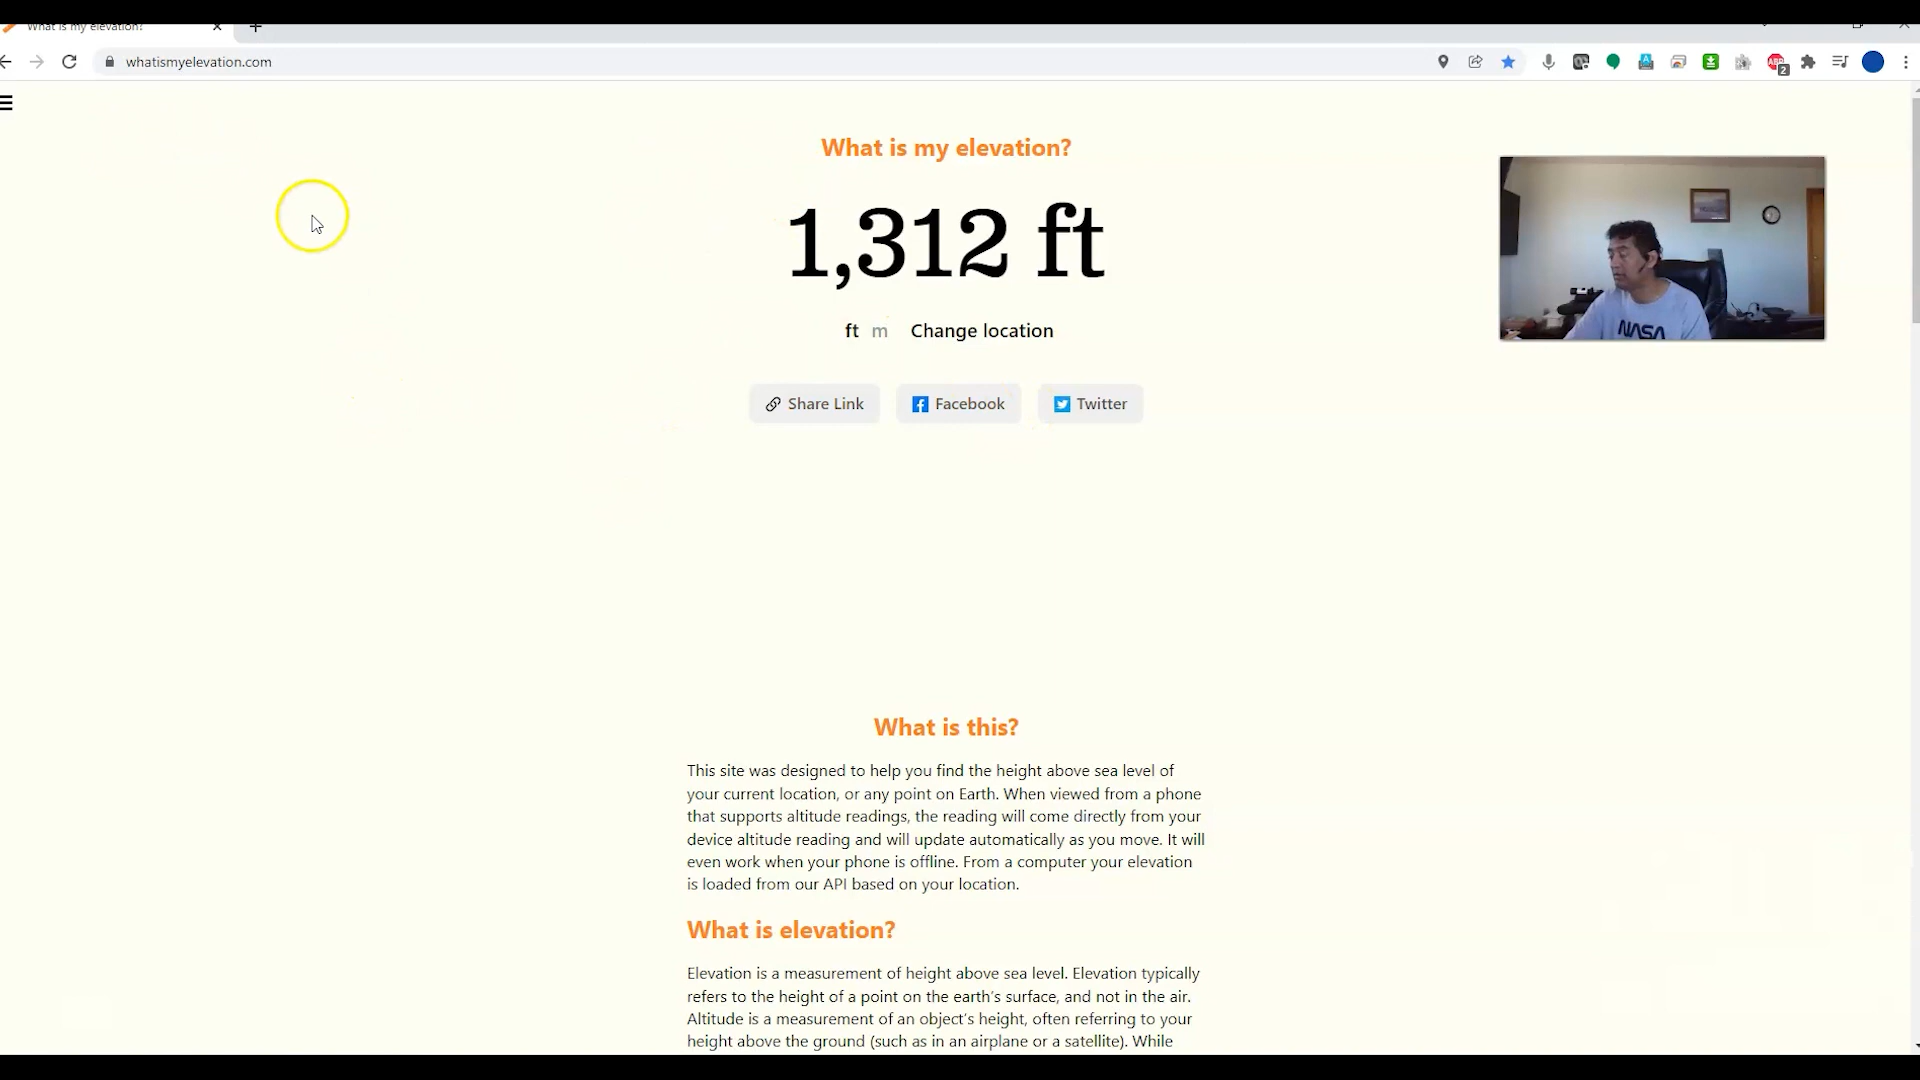 What is my elevation?
whatismyelevation.com
2
What is my elevation?
1,312 ft
ft m Change location
Share Link Facebook Twitter
NASA
What is this?
This site was designed to help you find the height above sea level of
your current location, or any point on Earth. When viewed from a phone
that supports altitude readings, the reading will come directly from your
device altitude reading and will update automatically as you move. It will
even work when your phone is offline. From a computer your elevation
is loaded from our API based on your location.
What is elevation?
Elevation is a measurement of height above sea level. Elevation typically
refers to the height of a point on the earth's surface, and not in the air.
Altitude is a measurement of an object's height, often referring to your
height above the ground (such as in an airplane or a satellite). While